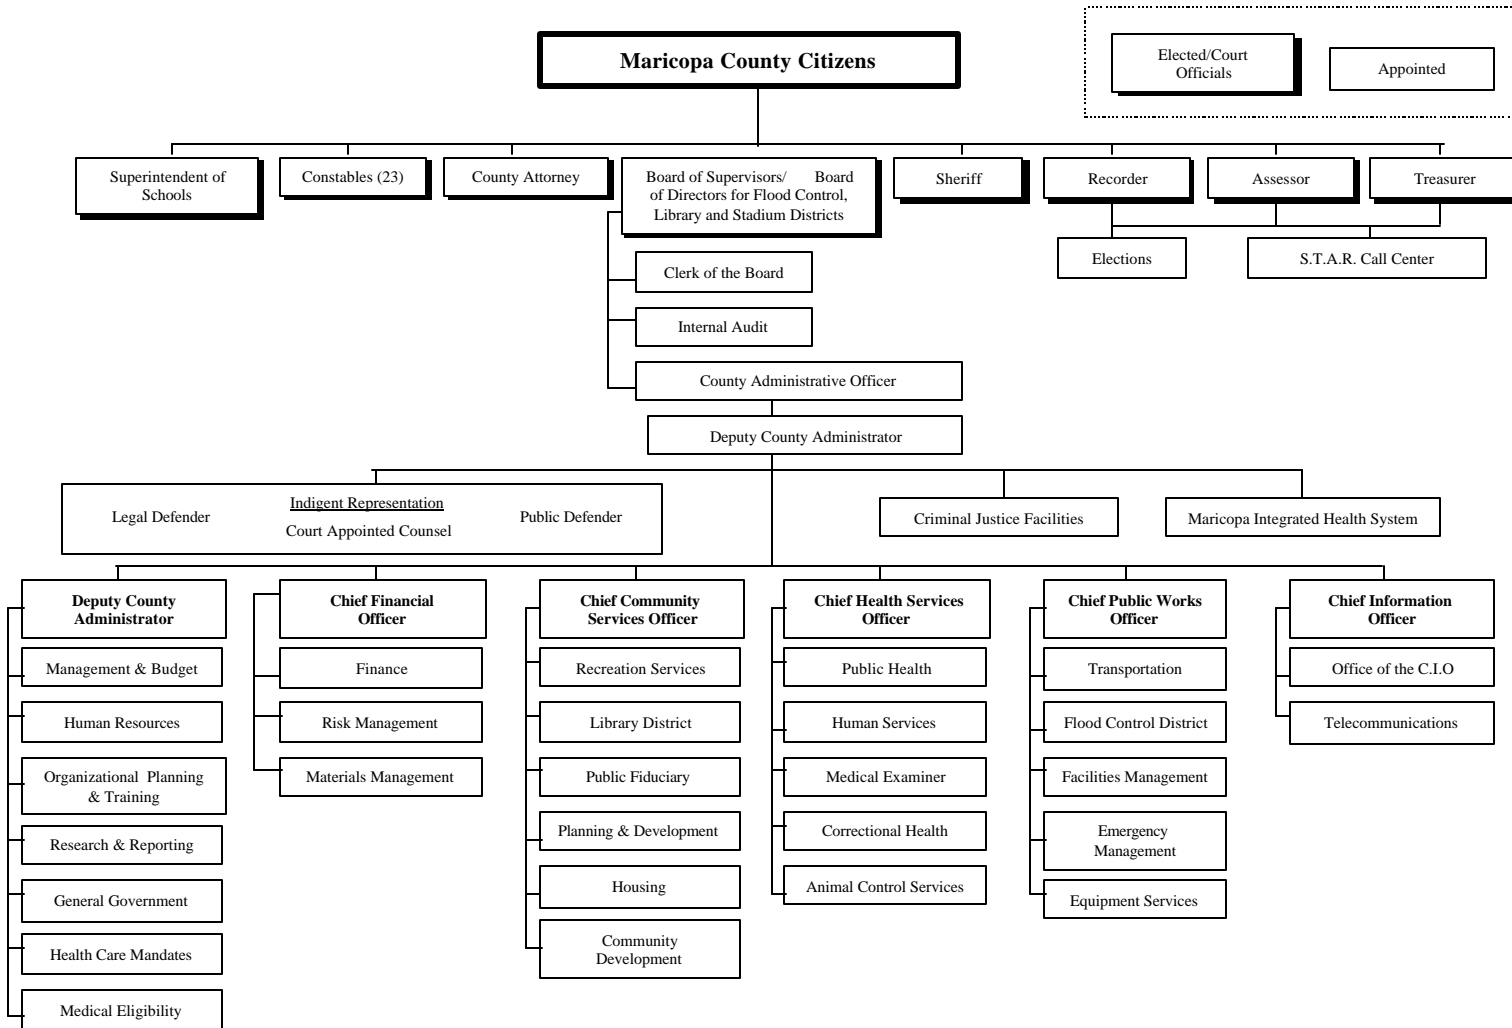 Maricopa County Citizens
Elected/Court
Officials
Appointed
Superintendent of
Schools
Constables (23)
County Attorney
Board of Supervisors/ Board
of Directors for Flood Control,
Library and Stadium Districts
Sheriff
Recorder
Assessor
Treasurer
Elections
S.T.A.R. Call Center
Clerk of the Board
Internal Audit
County Administrative Officer
Deputy County Administrator
Legal Defender
Indigent Representation
Court Appointed Counsel
Public Defender
Criminal Justice Facilities
Maricopa Integrated Health System
Deputy County
Administrator
Management & Budget
Human Resources
Organizational Planning
& Training
Research & Reporting
General Government
Health Care Mandates
Medical Eligibility
Chief Financial
Officer
Finance
Risk Management
Materials Management
Chief Community
Services Officer
Recreation Services
Library District
Public Fiduciary
Planning & Development
Housing
Community
Development
Chief Health Services
Officer
Public Health
Human Services
Medical Examiner
Correctional Health
Animal Control Services
Chief Public Works
Officer
Transportation
Flood Control District
Facilities Management
Emergency
Management
Equipment Services
Chief Information
Officer
Office of the C.I.O
Telecommunications